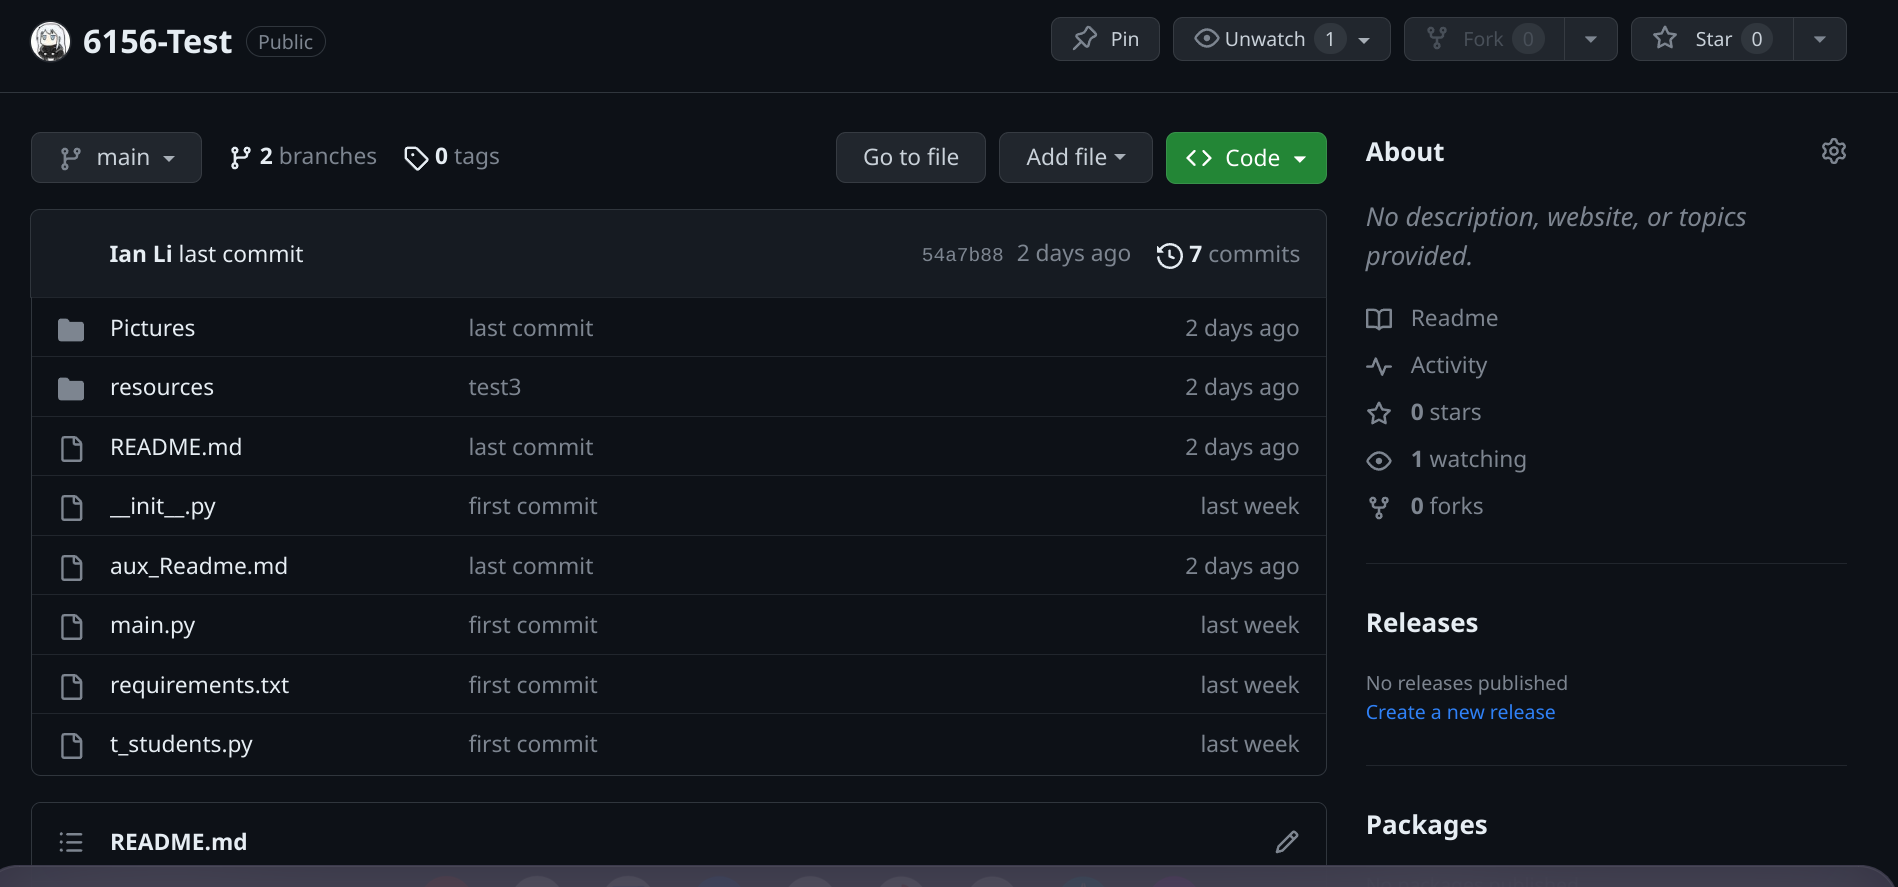 6156-Test Public Pin Unwatch 1 Fork 0 Star 0
main 2 branches 0 tags Go to file Add file Code
Ian Li last commit 54a7b88 2 days ago 7 commits
Pictures last commit 2 days ago
resources test3 2 days ago
README.md last commit 2 days ago
__init__.py first commit last week
aux_Readme.md last commit 2 days ago
main.py first commit last week
requirements.txt first commit last week
t_students.py first commit last week
README.md
About
No description, website, or topics
provided.
Readme
Activity
0 stars
1 watching
0 forks
Releases
No releases published
Create a new release
Packages